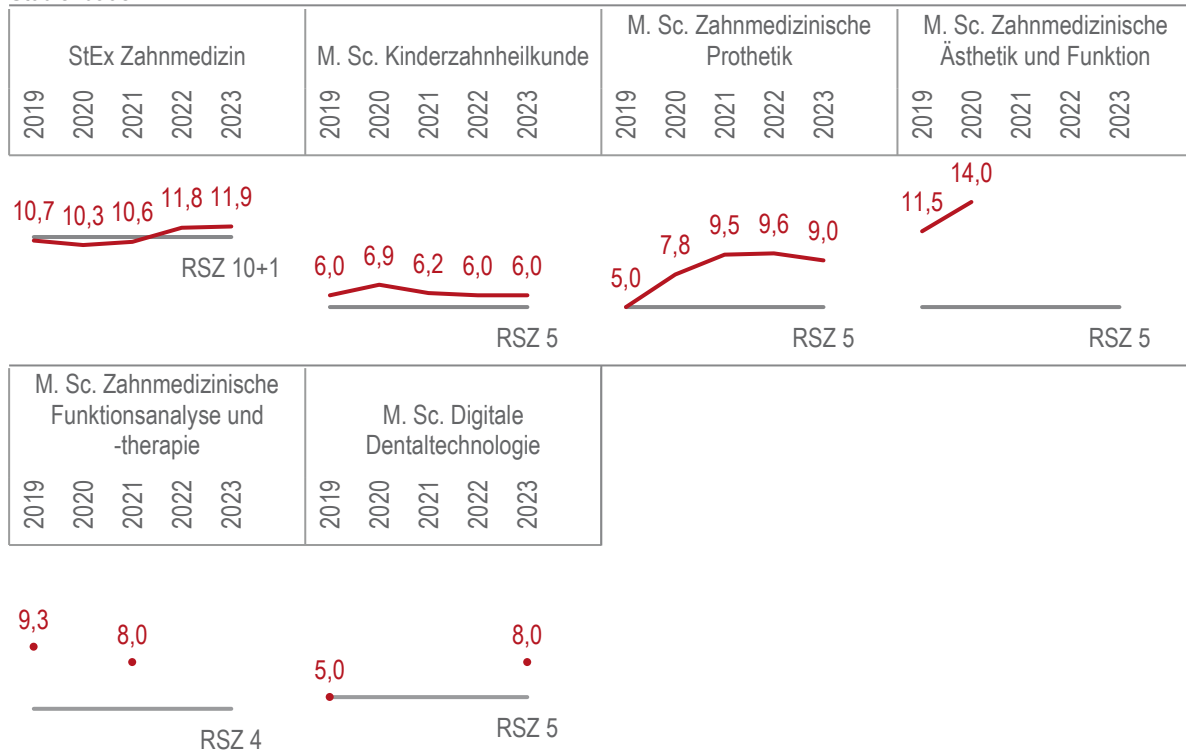 StEx Zahnmedizin
2019 2020 2021 2022 2023
M. Sc. Kinderzahnheilkunde
2019 2020 2021 2022 2023
M. Sc. Zahnmedizinische
Prothetik
2019 2020 2021 2022 2023
M. Sc. Zahnmedizinische
Ästhetik und Funktion
2019 2020 2021 2022 2023
10,7 10,3 10,6 11,8 11,9
RSZ 10+1
6,0 6,9 6,2 6,0 6,0
RSZ 5
5,0 7,8 9,5 9,6 9,0
RSZ 5
11,5 14,0
RSZ 5
M. Sc. Zahnmedizinische
Funktionsanalyse und
-therapie
2019 2020 2021 2022 2023
M. Sc. Digitale
Dentaltechnologie
2019 2020 2021 2022 2023
9,3 8,0
RSZ 4
5,0 8,0
RSZ 5